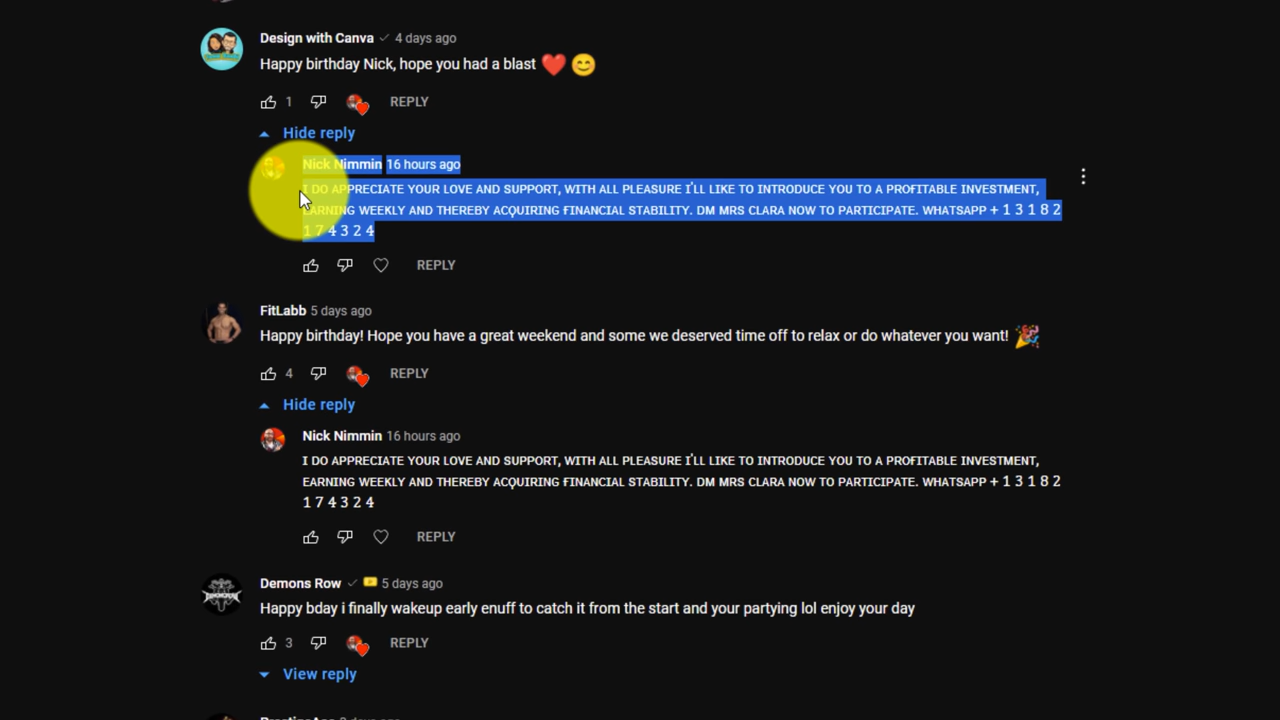 Design with Canva 4 days ago
Happy birthday Nick, hope you had a blast ❤️ 😊
1 REPLY
Hide reply
Nick Nimmin 16 hours ago
I DO APPRECIATE YOUR LOVE AND SUPPORT, WITH ALL PLEASURE I'LL LIKE TO INTRODUCE YOU TO A PROFITABLE INVESTMENT,
EARNING WEEKLY AND THEREBY ACQUIRING FINANCIAL STABILITY. DM MRS CLARA NOW TO PARTICIPATE. WHATSAPP + 1 3 1 8 2
1 7 4 3 2 4
REPLY
FitLabb 5 days ago
Happy birthday! Hope you have a great weekend and some we deserved time off to relax or do whatever you want! 🎉
4 REPLY
Hide reply
Nick Nimmin 16 hours ago
I DO APPRECIATE YOUR LOVE AND SUPPORT, WITH ALL PLEASURE I'LL LIKE TO INTRODUCE YOU TO A PROFITABLE INVESTMENT,
EARNING WEEKLY AND THEREBY ACQUIRING FINANCIAL STABILITY. DM MRS CLARA NOW TO PARTICIPATE. WHATSAPP + 1 3 1 8 2
1 7 4 3 2 4
REPLY
Demons Row 5 days ago
Happy bday i finally wakeup early enuff to catch it from the start and your partying lol enjoy your day
3 REPLY
View reply